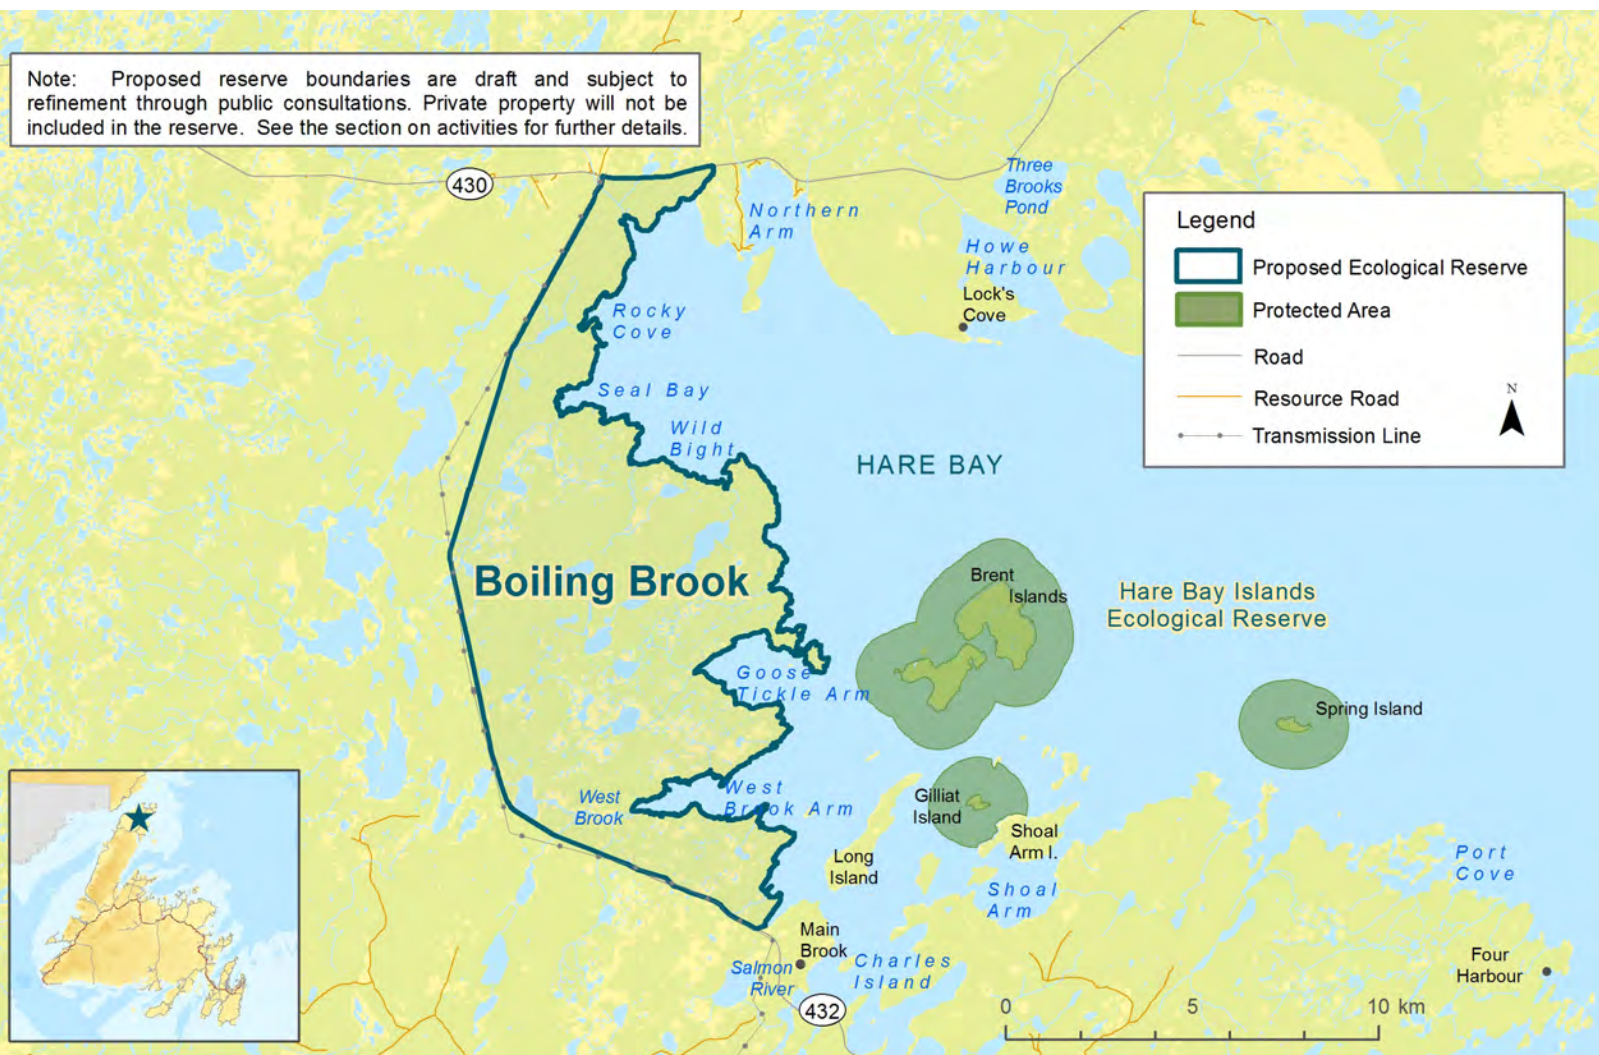 Note: Proposed reserve boundaries are draft and subject to
refinement through public consultations. Private property will not be
included in the reserve. See the section on activities for further details.
430
Three
Brooks
Pond
Northern
Arm
Howe
Harbour
Lock's
Cove
Legend
Proposed Ecological Reserve
Protected Area
Road
Resource Road
Transmission Line
N
Rocky
Cove
Seal Bay
Wild
Bight
HARE BAY
Boiling Brook
Brent
Islands
Hare Bay Islands
Ecological Reserve
Goose
Tickle Arm
Spring Island
West
Brook
West
Brook Arm
Gilliat
Island
Shoal
Arm I.
Long
Island
Shoal
Arm
Port
Cove
Main
Brook
Salmon
River
Charles
Island
Four
Harbour
432
0 5 10 km